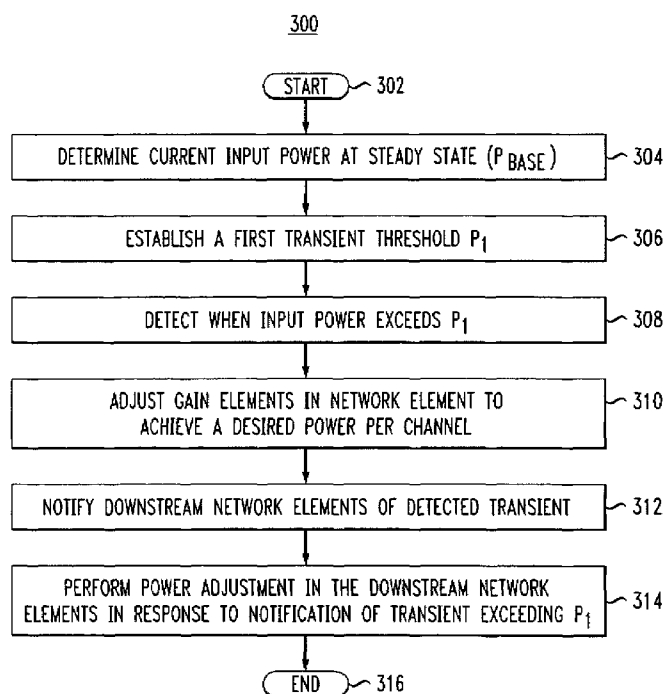 300
START 302
DETERMINE CURRENT INPUT POWER AT STEADY STATE (P BASE) 304
ESTABLISH A FIRST TRANSIENT THRESHOLD P1 306
DETECT WHEN INPUT POWER EXCEEDS P1 308
ADJUST GAIN ELEMENTS IN NETWORK ELEMENT TO
ACHIEVE A DESIRED POWER PER CHANNEL 310
NOTIFY DOWNSTREAM NETWORK ELEMENTS OF DETECTED TRANSIENT 312
PERFORM POWER ADJUSTMENT IN THE DOWNSTREAM NETWORK
ELEMENTS IN RESPONSE TO NOTIFICATION OF TRANSIENT EXCEEDING P1 314
END 316